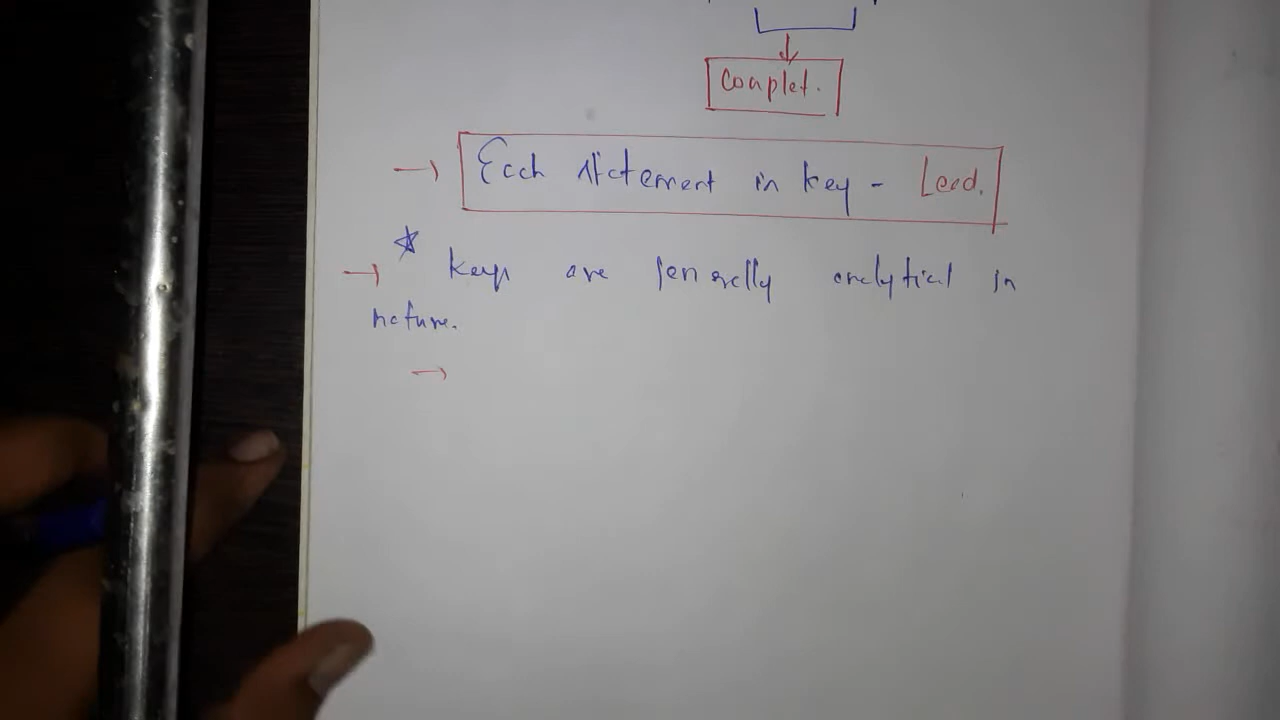 Couplet.
→ Each statement in key - Lead.
→ * Keys are generally analytical in
nature.
→